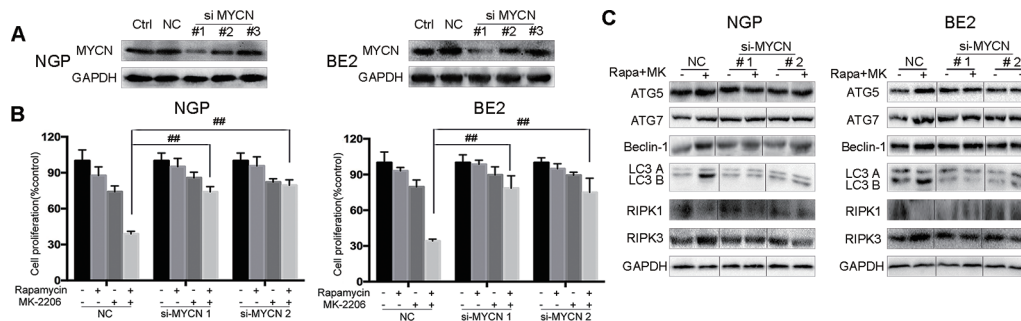 A
NGP
Ctrl NC si MYCN
#1 #2 #3
MYCN
GAPDH
BE2
Ctrl NC si MYCN
#1 #2 #3
MYCN
GAPDH
B
NGP
##
##
Cell proliferation(%control)
120
90
60
30
0
Rapamycin - + - + - + - + - + - +
MK-2206 - - + + - - + + - - + +
NC si-MYCN 1 si-MYCN 2
BE2
##
##
Cell proliferation(%control)
120
90
60
30
0
- + - + - + - + - + - +
- - + + - - + + - - + +
NC si-MYCN 1 si-MYCN 2
C
NGP
si-MYCN
NC # 1 # 2
Rapa+MK - + - + - +
ATG5
ATG7
Beclin-1
LC3 A
LC3 B
RIPK1
RIPK3
GAPDH
BE2
si-MYCN
NC # 1 # 2
Rapa+MK - + - + - +
ATG5
ATG7
Beclin-1
LC3 A
LC3 B
RIPK1
RIPK3
GAPDH